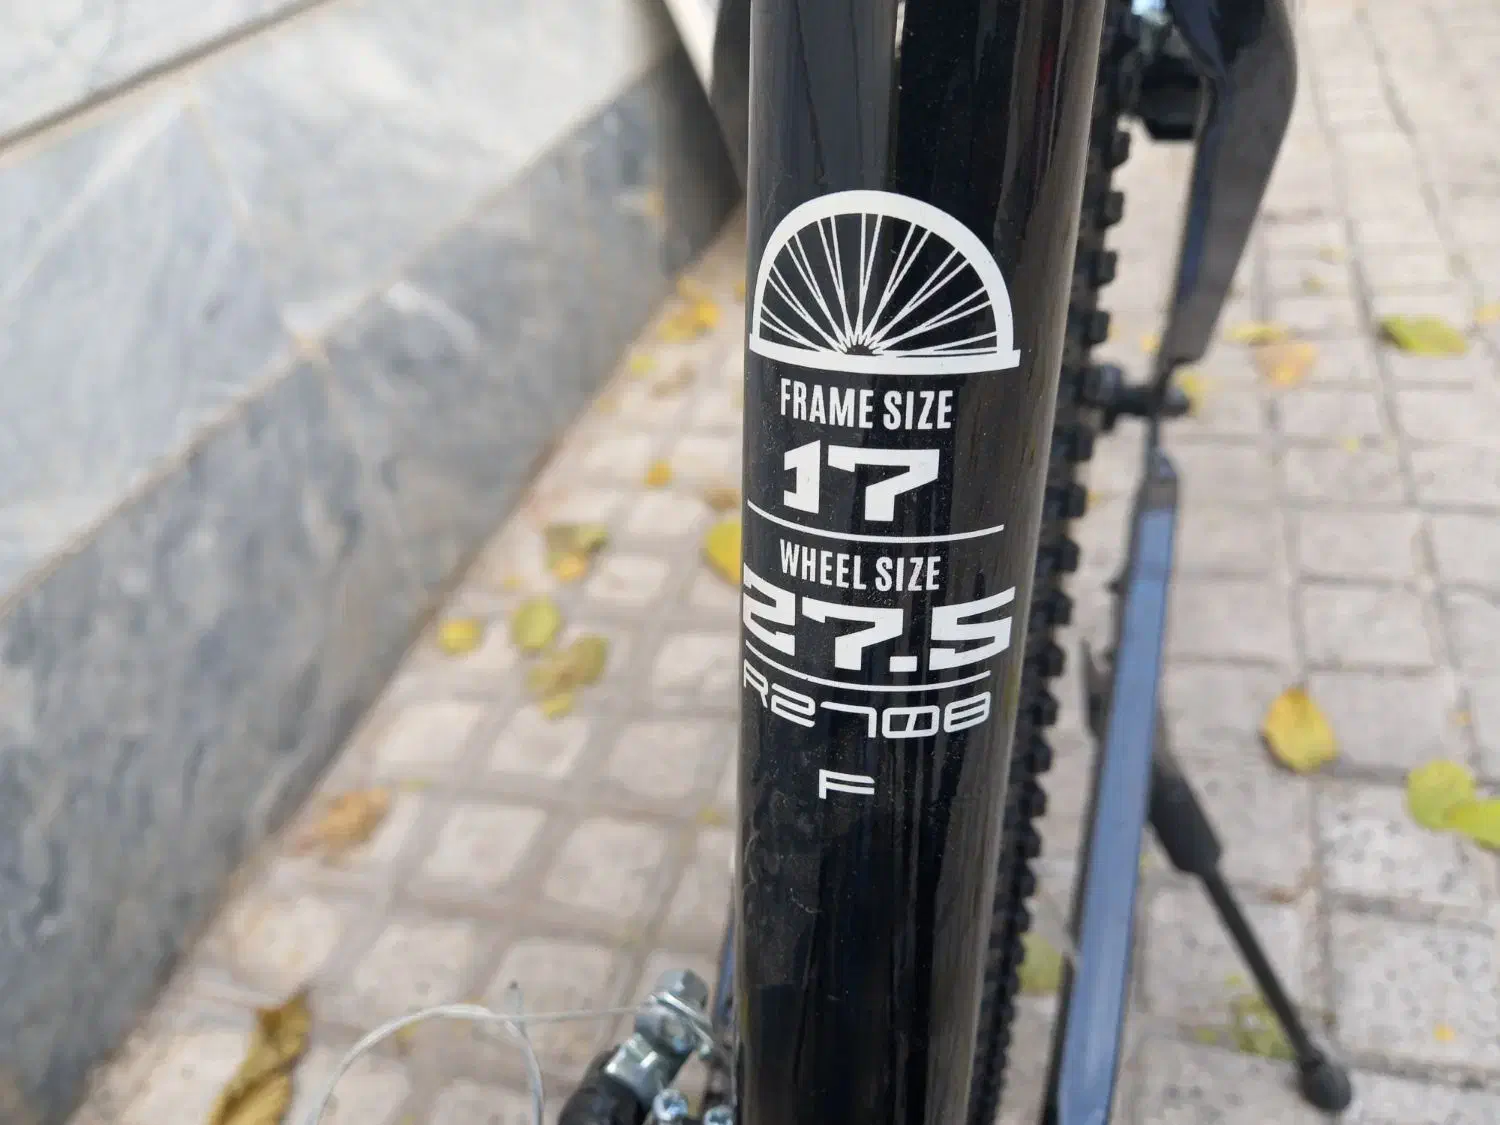 FRAME SIZE
17
WHEEL SIZE
27.5
R2708
F